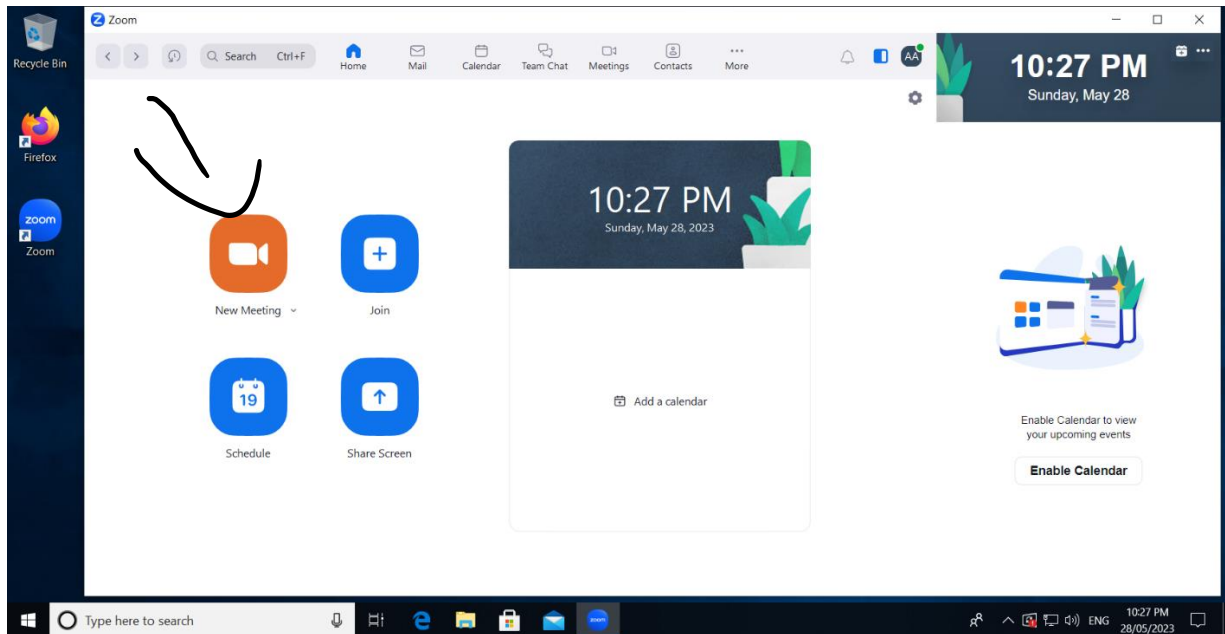 Recycle Bin
Firefox
zoom
Zoom
Zoom
Search Ctrl+F
Home
Mail
Calendar
Team Chat
Meetings
Contacts
More
AA
10:27 PM
Sunday, May 28
New Meeting
Join
19
Schedule
Share Screen
10:27 PM
Sunday, May 28, 2023
Add a calendar
Enable Calendar to view
your upcoming events
Enable Calendar
Type here to search
zoom
ENG
10:27 PM
28/05/2023